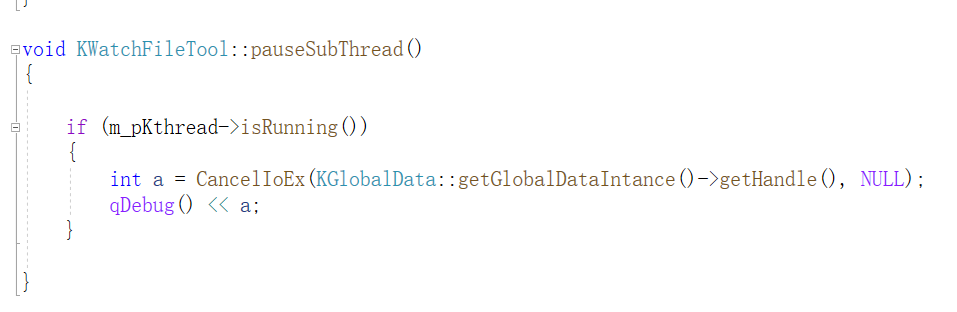 }
void KWatchFileTool::pauseSubThread()
{
if (m_pKthread->isRunning())
{
int a = CancelIoEx(KGlobalData::getGlobalDataIntance()->getHandle(), NULL);
qDebug() << a;
}
}